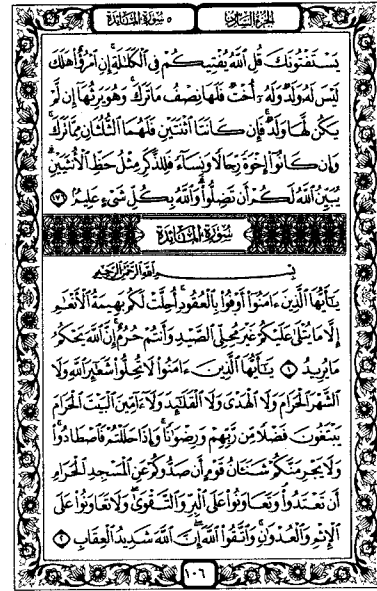 الجزء السادس ٥ سورة المائدة
يَسْتَفْتُونَكَ قُلِ ٱللَّهُ يُفْتِيكُمْ فِى ٱلْكَلَٰلَةِ إِنِ ٱمْرُؤٌا۟ هَلَكَ
لَيْسَ لَهُۥ وَلَدٌ وَلَهُۥٓ أُخْتٌ فَلَهَا نِصْفُ مَا تَرَكَ وَهُوَ يَرِثُهَآ إِن لَّمْ
يَكُن لَّهَا وَلَدٌ فَإِن كَانَتَا ٱثْنَتَيْنِ فَلَهُمَا ٱلثُّلُثَانِ مِمَّا تَرَكَ
وَإِن كَانُوٓا۟ إِخْوَةً رِّجَالًا وَنِسَآءً فَلِلذَّكَرِ مِثْلُ حَظِّ ٱلْأُنثَيَيْنِ
يُبَيِّنُ ٱللَّهُ لَكُمْ أَن تَضِلُّوا۟ وَٱللَّهُ بِكُلِّ شَىْءٍ عَلِيمٌۢ ١٧٦
سورة المائدة
بِسْمِ ٱللَّهِ ٱلرَّحْمَٰنِ ٱلرَّحِيمِ
يَٰٓأَيُّهَا ٱلَّذِينَ ءَامَنُوٓا۟ أَوْفُوا۟ بِٱلْعُقُودِ أُحِلَّتْ لَكُم بَهِيمَةُ ٱلْأَنْعَٰمِ
إِلَّا مَا يُتْلَىٰ عَلَيْكُمْ غَيْرَ مُحِلِّى ٱلصَّيْدِ وَأَنتُمْ حُرُمٌ إِنَّ ٱللَّهَ يَحْكُمُ
مَا يُرِيدُ ١ يَٰٓأَيُّهَا ٱلَّذِينَ ءَامَنُوا۟ لَا تُحِلُّوا۟ شَعَٰٓئِرَ ٱللَّهِ وَلَا
ٱلشَّهْرَ ٱلْحَرَامَ وَلَا ٱلْهَدْىَ وَلَا ٱلْقَلَٰٓئِدَ وَلَآ ءَآمِّينَ ٱلْبَيْتَ ٱلْحَرَامَ
يَبْتَغُونَ فَضْلًا مِّن رَّبِّهِمْ وَرِضْوَٰنًا وَإِذَا حَلَلْتُمْ فَٱصْطَادُوا۟
وَلَا يَجْرِمَنَّكُمْ شَنَـَٔانُ قَوْمٍ أَن صَدُّوكُمْ عَنِ ٱلْمَسْجِدِ ٱلْحَرَامِ
أَن تَعْتَدُوا۟ وَتَعَاوَنُوا۟ عَلَى ٱلْبِرِّ وَٱلتَّقْوَىٰ وَلَا تَعَاوَنُوا۟ عَلَى
ٱلْإِثْمِ وَٱلْعُدْوَٰنِ وَٱتَّقُوا۟ ٱللَّهَ إِنَّ ٱللَّهَ شَدِيدُ ٱلْعِقَابِ ٢
١٠٦